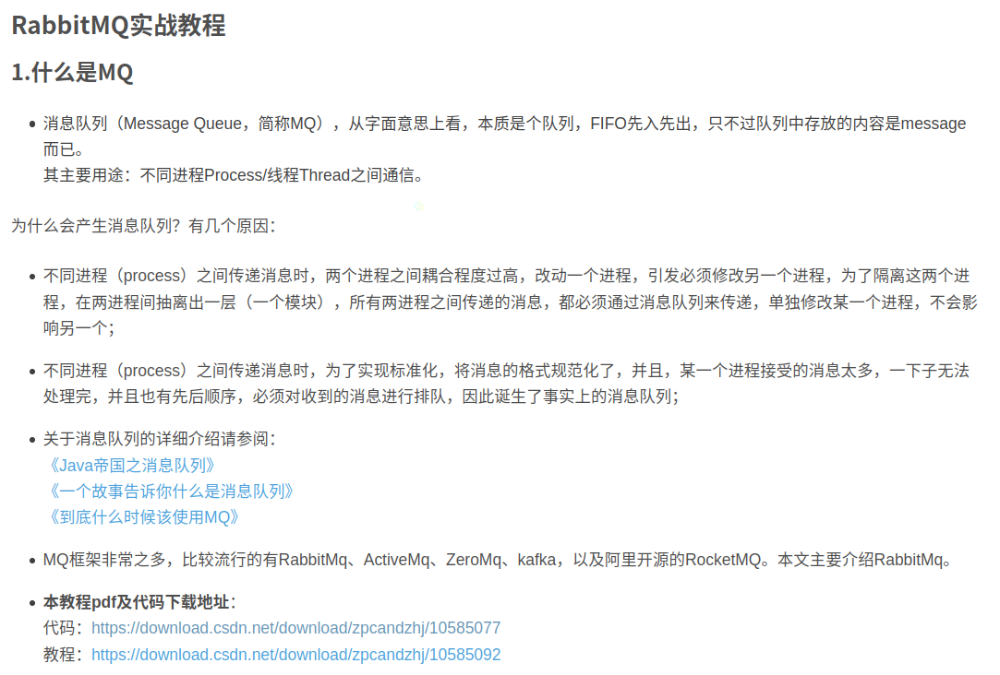 RabbitMQ实战教程
1.什么是MQ
消息队列（Message Queue，简称MQ），从字面意思上看，本质是个队列，FIFO先入先出，只不过队列中存放的内容是message
而已。
其主要用途：不同进程Process/线程Thread之间通信。
为什么会产生消息队列？有几个原因：
不同进程（process）之间传递消息时，两个进程之间耦合程度过高，改动一个进程，引发必须修改另一个进程，为了隔离这两个进
程，在两进程间抽离出一层（一个模块），所有两进程之间传递的消息，都必须通过消息队列来传递，单独修改某一个进程，不会影
响另一个；
不同进程（process）之间传递消息时，为了实现标准化，将消息的格式规范化了，并且，某一个进程接受的消息太多，一下子无法
处理完，并且也有先后顺序，必须对收到的消息进行排队，因此诞生了事实上的消息队列；
关于消息队列的详细介绍请参阅：
《Java帝国之消息队列》
《一个故事告诉你什么是消息队列》
《到底什么时候该使用MQ》
MQ框架非常之多，比较流行的有RabbitMq、ActiveMq、ZeroMq、kafka，以及阿里开源的RocketMQ。本文主要介绍RabbitMq。
本教程pdf及代码下载地址：
代码：https://download.csdn.net/download/zpcandzhj/10585077
教程：https://download.csdn.net/download/zpcandzhj/10585092